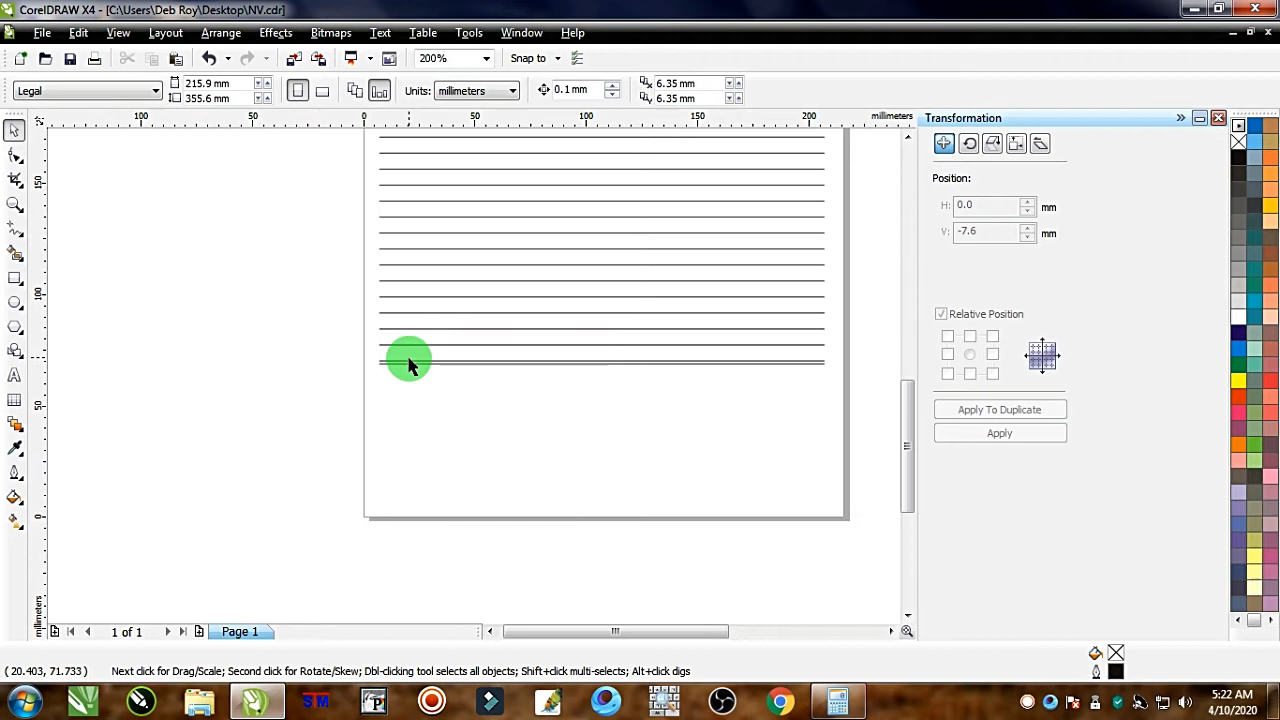 CorelDRAW X4 - [C:\Users\Deb Roy\Desktop\NV.cdr]
File Edit View Layout Arrange Effects Bitmaps Text Table Tools Window Help
200% Snap to
Legal 215.9 mm 355.6 mm Units: millimeters 0.1 mm 6.35 mm 6.35 mm
100 50 0 50 100 150 200 millimeters
Transformation
Position:
H: 0.0 mm
V: -7.6 mm
Relative Position
Apply To Duplicate
Apply
150
100
50
0
millimeters
1 of 1 Page 1
( 20.403, 71.733 ) Next click for Drag/Scale; Second click for Rotate/Skew; Dbl-clicking tool selects all objects; Shift+click multi-selects; Alt+click digs
SM
5:22 AM
4/10/2020